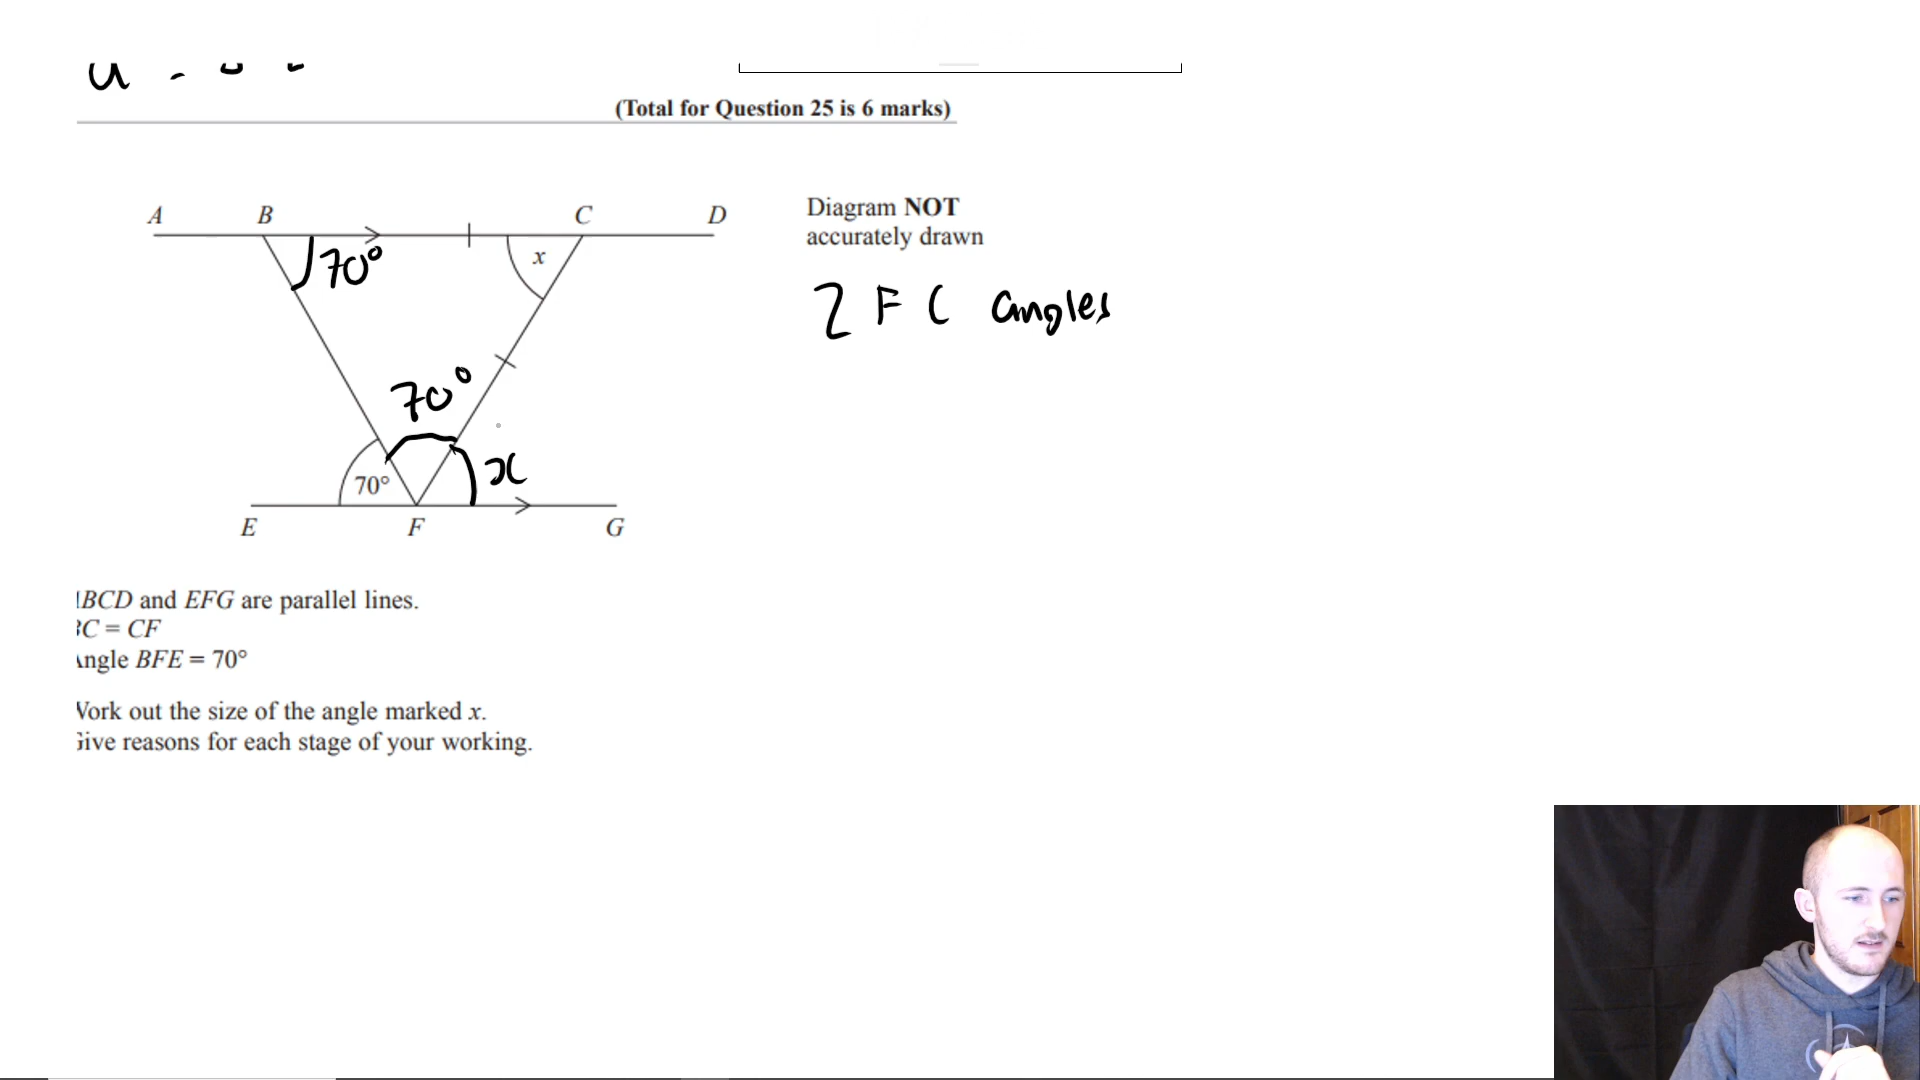 (Total for Question 25 is 6 marks)
A B C D
Diagram NOT
accurately drawn
70°
x
Z F C angles
70°
70°
x
E F G
BCD and EFG are parallel lines.
C = CF
ngle BFE = 70°
ork out the size of the angle marked x.
ive reasons for each stage of your working.